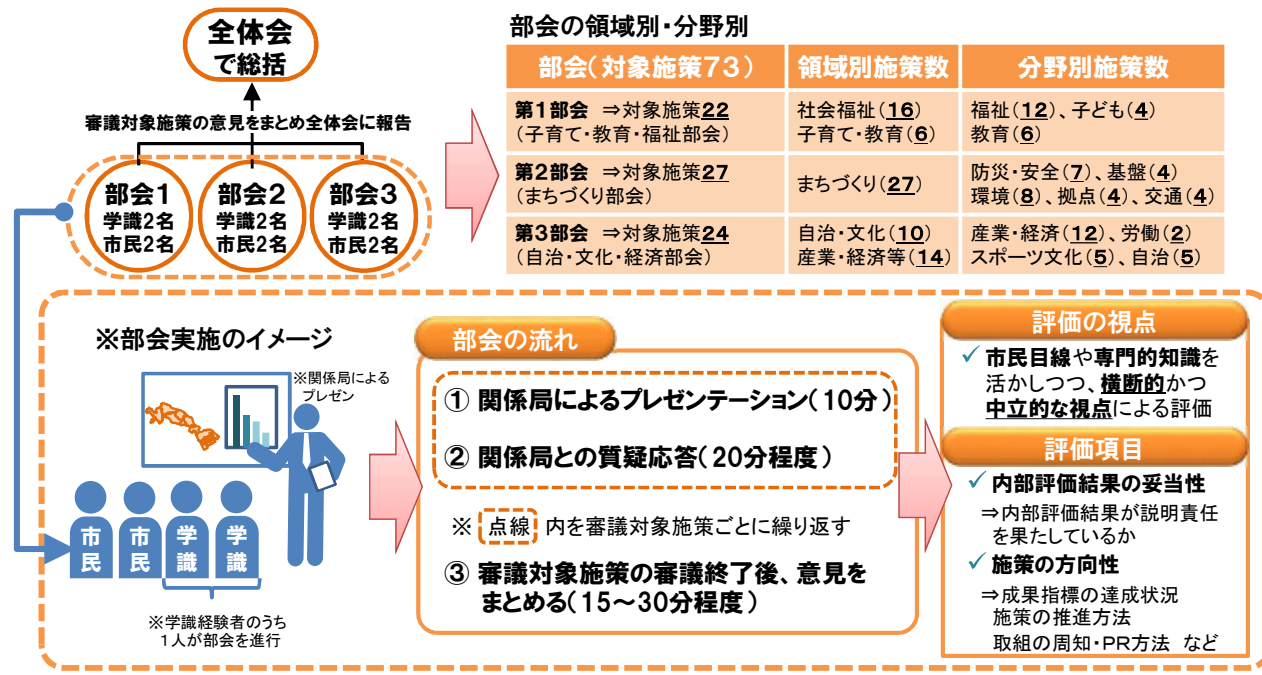 全体会
で総括
審議対象施策の意見をまとめ全体会に報告
部会1
学識2名
市民2名
部会2
学識2名
市民2名
部会3
学識2名
市民2名
部会の領域別・分野別
部会(対象施策73)
領域別施策数
分野別施策数
第1部会 ⇒対象施策22
(子育て・教育・福祉部会)
社会福祉(16)
子育て・教育(6)
福祉(12)、子ども(4)
教育(6)
第2部会 ⇒対象施策27
(まちづくり部会)
まちづくり(27)
防災・安全(7)、基盤(4)
環境(8)、拠点(4)、交通(4)
第3部会 ⇒対象施策24
(自治・文化・経済部会)
自治・文化(10)
産業・経済等(14)
産業・経済(12)、労働(2)
スポーツ文化(5)、自治(5)
※部会実施のイメージ
※関係局による
プレゼン
市民
市民
学識
学識
※学識経験者のうち
1人が部会を進行
部会の流れ
① 関係局によるプレゼンテーション(10分)
② 関係局との質疑応答(20分程度)
※ 点線 内を審議対象施策ごとに繰り返す
③ 審議対象施策の審議終了後、意見を
まとめる(15～30分程度)
評価の視点
✓ 市民目線や専門的知識を
活かしつつ、横断的かつ
中立的な視点による評価
評価項目
✓ 内部評価結果の妥当性
⇒内部評価結果が説明責任
を果たしているか
✓ 施策の方向性
⇒成果指標の達成状況
施策の推進方法
取組の周知・PR方法 など